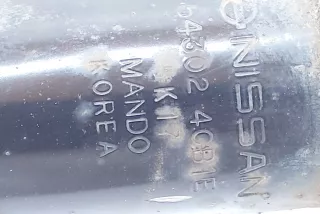 NISSAN
54302 4CB1E
KIT
MANDO
KOREA